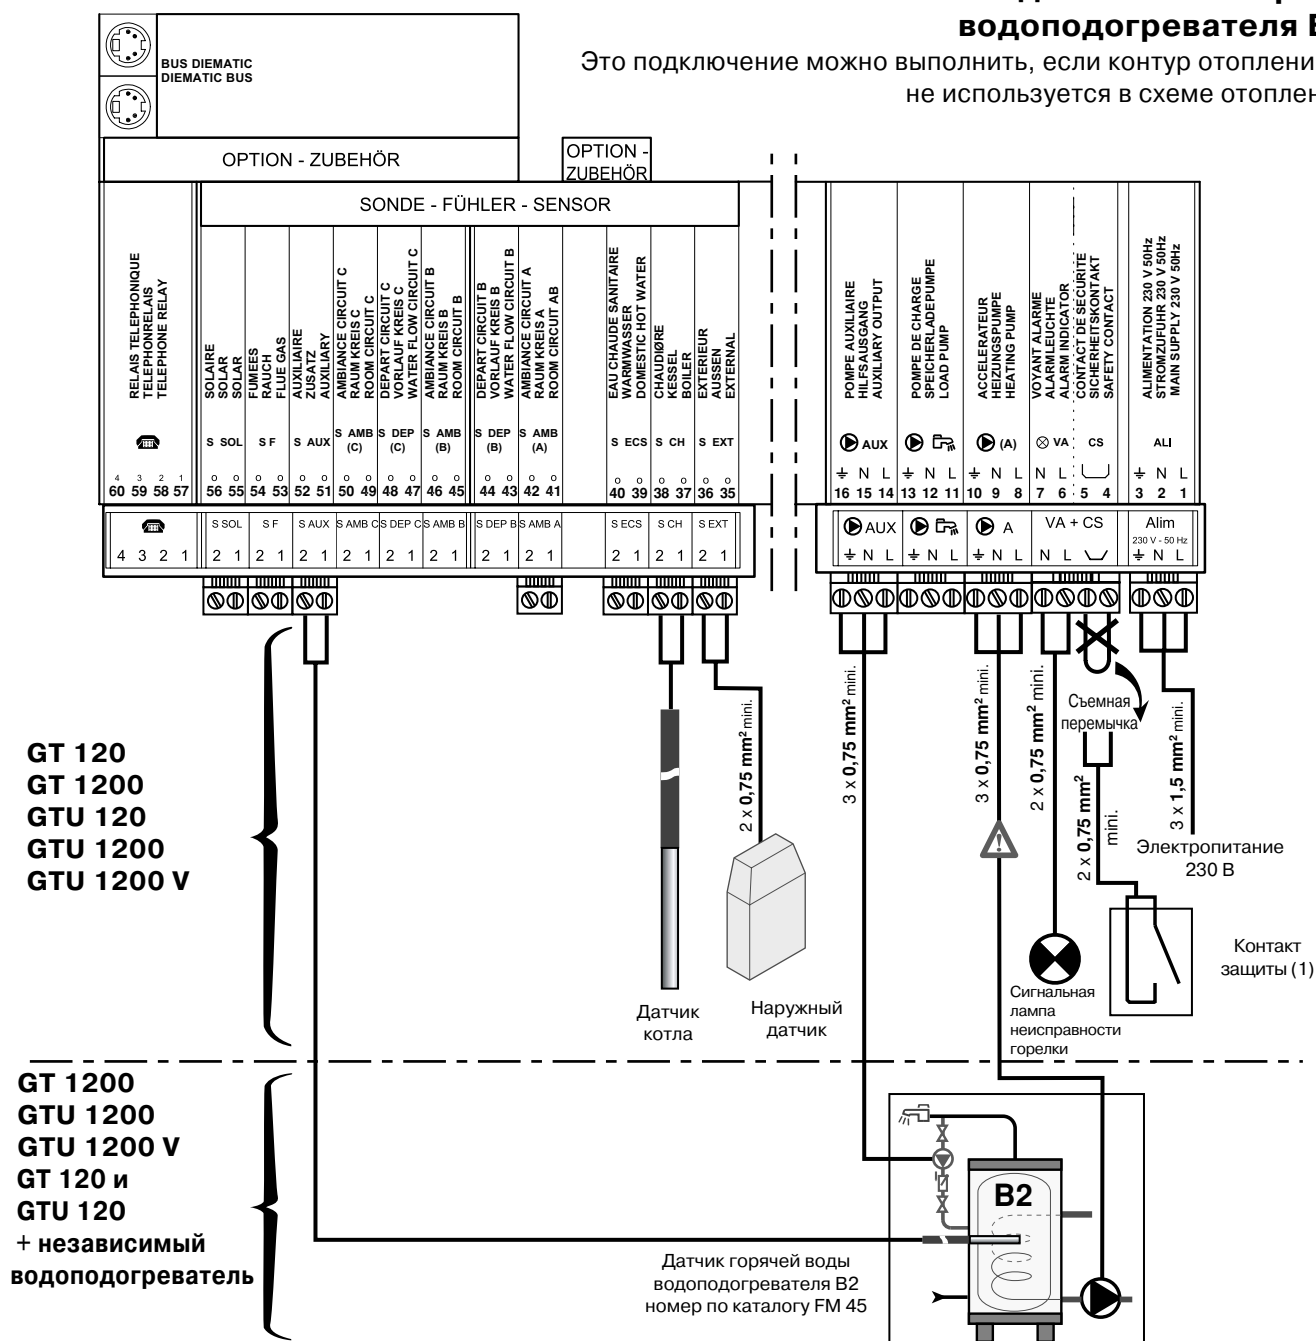 водоподогревателя В
Это подключение можно выполнить, если контур отоплени
не используется в схеме отоплен
BUS DIEMATIC
DIEMATIC BUS
OPTION - ZUBEHÖR
OPTION -
ZUBEHÖR
SONDE - FÜHLER - SENSOR
RELAIS TELEPHONIQUE
TELEPHONRELAIS
TELEPHONE RELAY
SOLAIRE
SOLAR
SOLAR
FUMEES
RAUCH
FLUE GAS
AUXILIAIRE
ZUSATZ
AUXILIARY
AMBIANCE CIRCUIT C
RAUM KREIS C
ROOM CIRCUIT C
DEPART CIRCUIT C
VORLAUF KREIS C
WATER FLOW CIRCUIT C
AMBIANCE CIRCUIT B
RAUM KREIS B
ROOM CIRCUIT B
DEPART CIRCUIT B
VORLAUF KREIS B
WATER FLOW CIRCUIT B
AMBIANCE CIRCUIT A
RAUM KREIS A
ROOM CIRCUIT AB
EAU CHAUDE SANITAIRE
WARMWASSER
DOMESTIC HOT WATER
CHAUDIØRE
KESSEL
BOILER
EXTERIEUR
AUSSEN
EXTERNAL
POMPE AUXILIAIRE
HILFSAUSGANG
AUXILIARY OUTPUT
POMPE DE CHARGE
SPEICHERLADEPUMPE
LOAD PUMP
ACCELERATEUR
HEIZUNGSPUMPE
HEATING PUMP
VOYANT ALARME
ALARMLEUCHTE
ALARM INDICATOR
CONTACT DE SECURITE
SICHERHEITSKONTAKT
SAFETY CONTACT
ALIMENTATION 230 V 50Hz
STROMZUFUHR 230 V 50Hz
MAIN SUPPLY 230 V 50Hz
S SOL S F S AUX S AMB (C) S DEP (C) S AMB (B) S DEP (B) S AMB (A) S ECS S CH S EXT
AUX (A) VA CS ALI
4 3 2 1
N L N L N L N L N L
60 59 58 57 56 55 54 53 52 51 50 49 48 47 46 45 44 43 42 41 40 39 38 37 36 35
16 15 14 13 12 11 10 9 8 7 6 5 4 3 2 1
S SOL S F S AUX S AMB C S DEP C S AMB B S DEP B S AMB A S ECS S CH S EXT
AUX A VA + CS Alim
230 V - 50 Hz
4 3 2 1 2 1 2 1 2 1 2 1 2 1 2 1 2 1 2 1 2 1 2 1 2 1
N L N L N L N L N L
GT 120
GT 1200
GTU 120
GTU 1200
GTU 1200 V
2 x 0,75 mm² mini.
3 x 0,75 mm² mini.
3 x 0,75 mm² mini.
2 x 0,75 mm² mini.
Съемная
перемычка
2 x 0,75 mm²
mini.
3 x 1,5 mm² mini.
Электропитание
230 В
Контакт
защиты (1)
Датчик
котла
Наружный
датчик
Сигнальная
лампа
неисправности
горелки
GT 1200
GTU 1200
GTU 1200 V
GT 120 и
GTU 120
+ независимый
водоподогреватель
B2
Датчик горячей воды
водоподогревателя В2
номер по каталогу FM 45